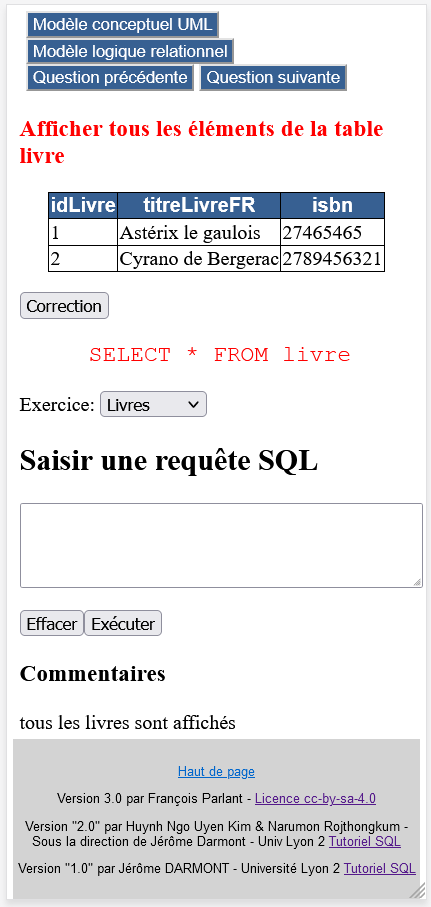 Modèle conceptuel UML
Modèle logique relationnel
Question précédente Question suivante
Afficher tous les éléments de la table
livre
idLivre titreLivreFR isbn
1 Astérix le gaulois 27465465
2 Cyrano de Bergerac 2789456321
Correction
SELECT * FROM livre
Exercice: Livres
Saisir une requête SQL
Effacer Exécuter
Commentaires
tous les livres sont affichés
Haut de page
Version 3.0 par François Parlant - Licence cc-by-sa-4.0
Version "2.0" par Huynh Ngo Uyen Kim & Narumon Rojthongkum -
Sous la direction de Jérôme Darmont - Univ Lyon 2 Tutoriel SQL
Version "1.0" par Jérôme DARMONT - Université Lyon 2 Tutoriel SQL